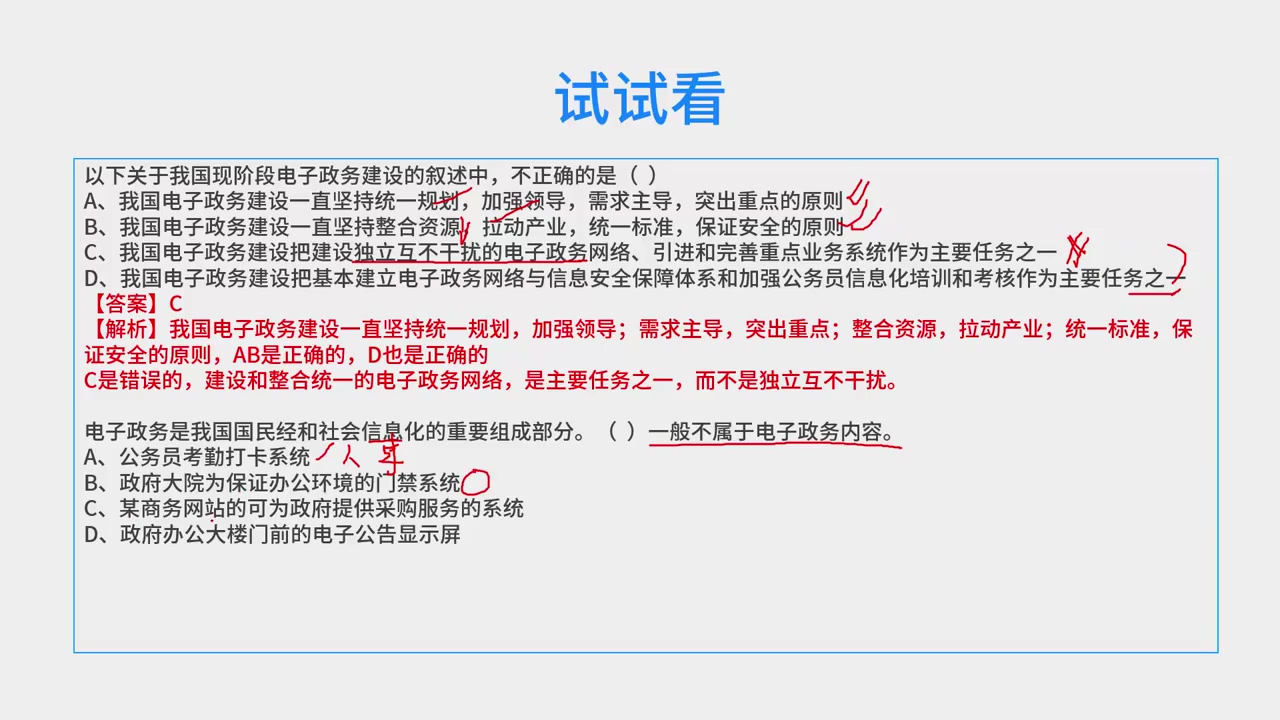 试试看
以下关于我国现阶段电子政务建设的叙述中，不正确的是（ ）
A、我国电子政务建设一直坚持统一规划，加强领导，需求主导，突出重点的原则
B、我国电子政务建设一直坚持整合资源，拉动产业，统一标准，保证安全的原则
C、我国电子政务建设把建设独立互不干扰的电子政务网络、引进和完善重点业务系统作为主要任务之一
D、我国电子政务建设把基本建立电子政务网络与信息安全保障体系和加强公务员信息化培训和考核作为主要任务之一
【答案】C
【解析】我国电子政务建设一直坚持统一规划，加强领导；需求主导，突出重点；整合资源，拉动产业；统一标准，保
证安全的原则，AB是正确的，D也是正确的
C是错误的，建设和整合统一的电子政务网络，是主要任务之一，而不是独立互不干扰。
电子政务是我国国民经和社会信息化的重要组成部分。（ ）一般不属于电子政务内容。
A、公务员考勤打卡系统 人事
B、政府大院为保证办公环境的门禁系统
C、某商务网站的可为政府提供采购服务的系统
D、政府办公大楼门前的电子公告显示屏